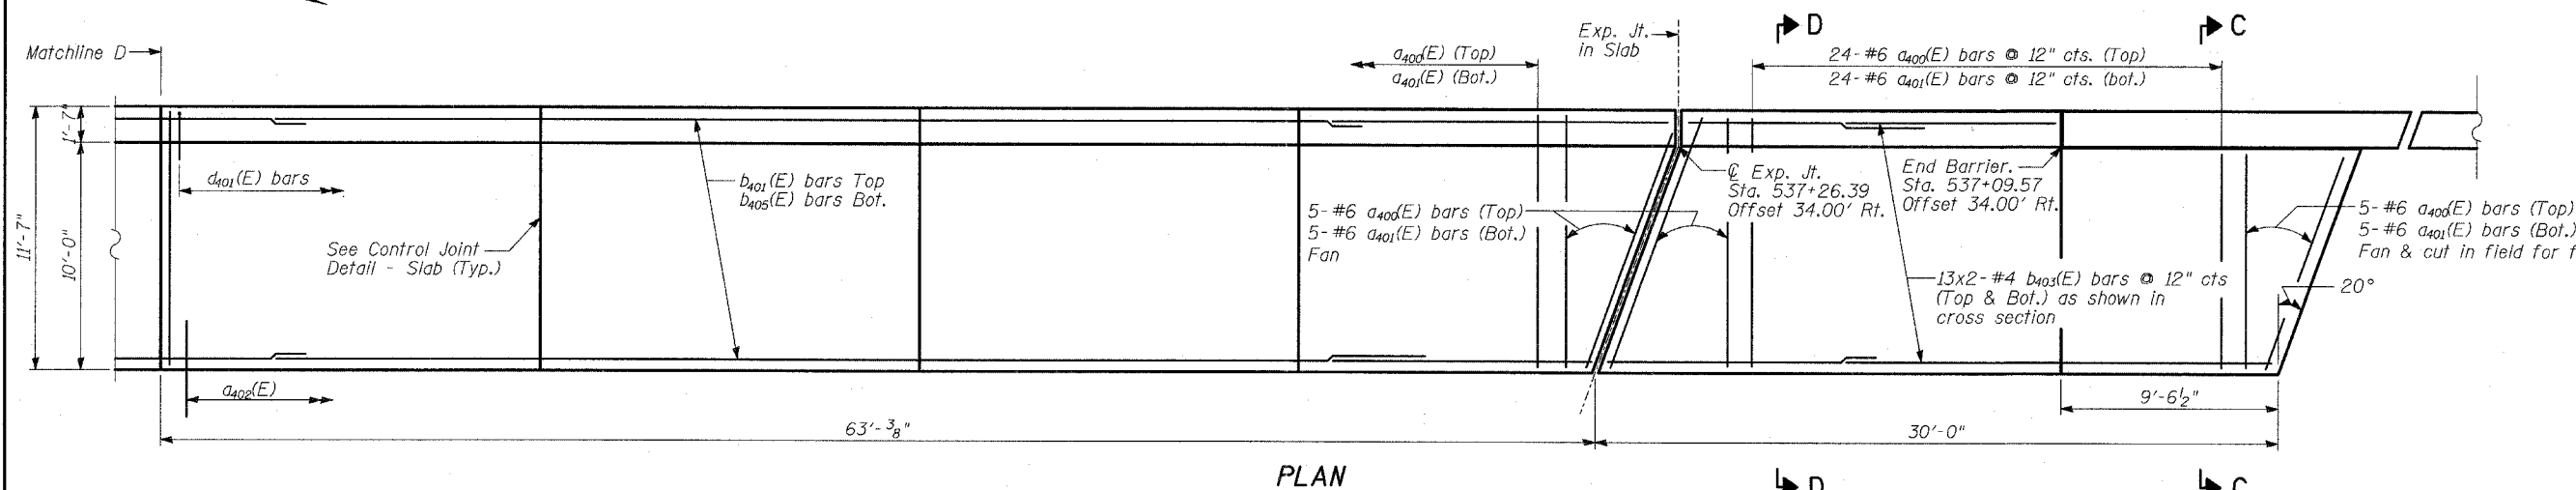 Matchline D
a400(E) (Top)
a401(E) (Bot.)
Exp. Jt.
in Slab
D
24-#6 a400(E) bars @ 12" cts. (Top)
24-#6 a401(E) bars @ 12" cts. (bot.)
C
11'-7"
1'-7"
10'-0"
d401(E) bars
See Control Joint
Detail - Slab (Typ.)
b401(E) bars Top
b405(E) bars Bot.
5-#6 a400(E) bars (Top)
5-#6 a401(E) bars (Bot.)
Fan
℄ Exp. Jt.
Sta. 537+26.39
Offset 34.00' Rt.
End Barrier.
Sta. 537+09.57
Offset 34.00' Rt.
13x2-#4 b403(E) bars @ 12" cts
(Top & Bot.) as shown in
cross section
5-#6 a400(E) bars (Top)
5-#6 a401(E) bars (Bot.)
Fan & cut in field for f
20°
a402(E)
63'-3⁄8"
9'-6½"
30'-0"
PLAN
D
C